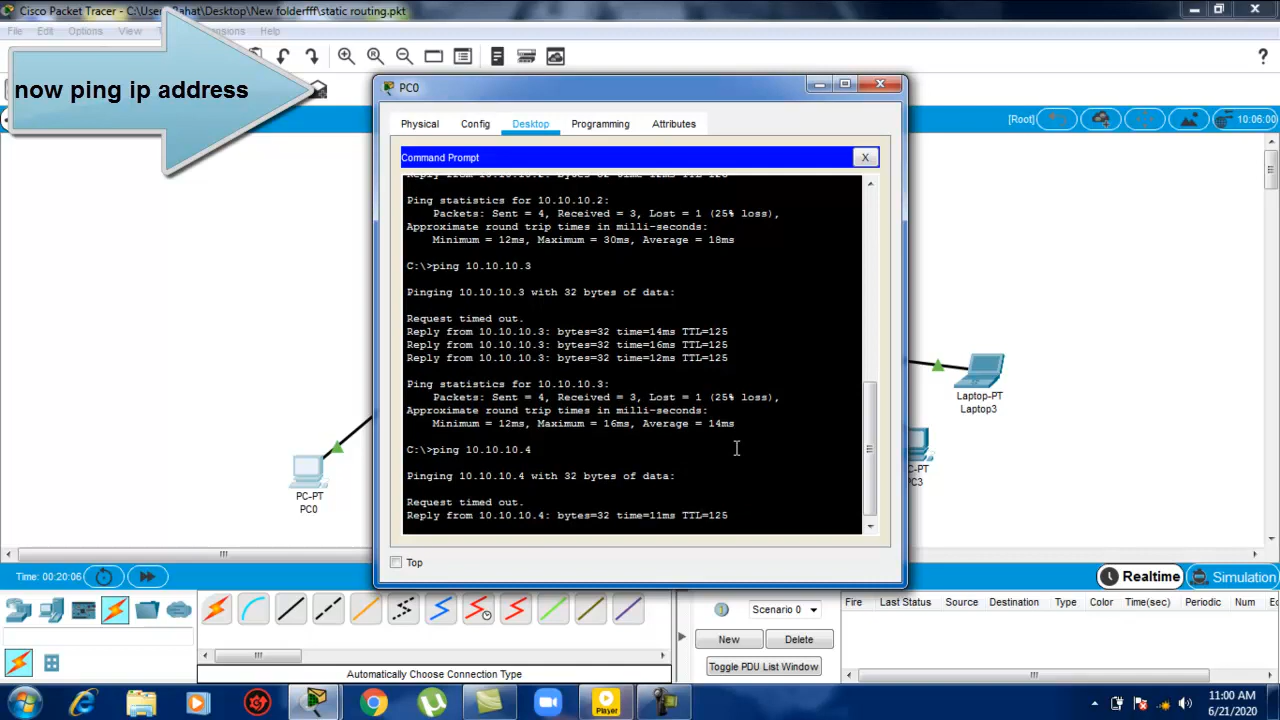 Cisco Packet Tracer - C:\Users
ahat\Desktop\New folderfff\static routing.pkt
File Edit Options View Help
now ping ip address
[Root] 10:06:00
PC0
Physical Config Desktop Programming Attributes
Command Prompt
X
Ping statistics for 10.10.10.2:
Packets: Sent = 4, Received = 3, Lost = 1 (25% loss),
Approximate round trip times in milli-seconds:
Minimum = 12ms, Maximum = 30ms, Average = 18ms
C:\>ping 10.10.10.3
Pinging 10.10.10.3 with 32 bytes of data:
Request timed out.
Reply from 10.10.10.3: bytes=32 time=14ms TTL=125
Reply from 10.10.10.3: bytes=32 time=16ms TTL=125
Reply from 10.10.10.3: bytes=32 time=12ms TTL=125
Ping statistics for 10.10.10.3:
Packets: Sent = 4, Received = 3, Lost = 1 (25% loss),
Approximate round trip times in milli-seconds:
Minimum = 12ms, Maximum = 16ms, Average = 14ms
C:\>ping 10.10.10.4
Pinging 10.10.10.4 with 32 bytes of data:
Request timed out.
Reply from 10.10.10.4: bytes=32 time=11ms TTL=125
Top
PC-PT
PC0
Laptop-PT
Laptop3
C-PT
PC3
Time: 00:20:06
Realtime Simulation
Scenario 0
New Delete
Toggle PDU List Window
Fire Last Status Source Destination Type Color Time(sec) Periodic Num
Automatically Choose Connection Type
Player
11:00 AM
6/21/2020